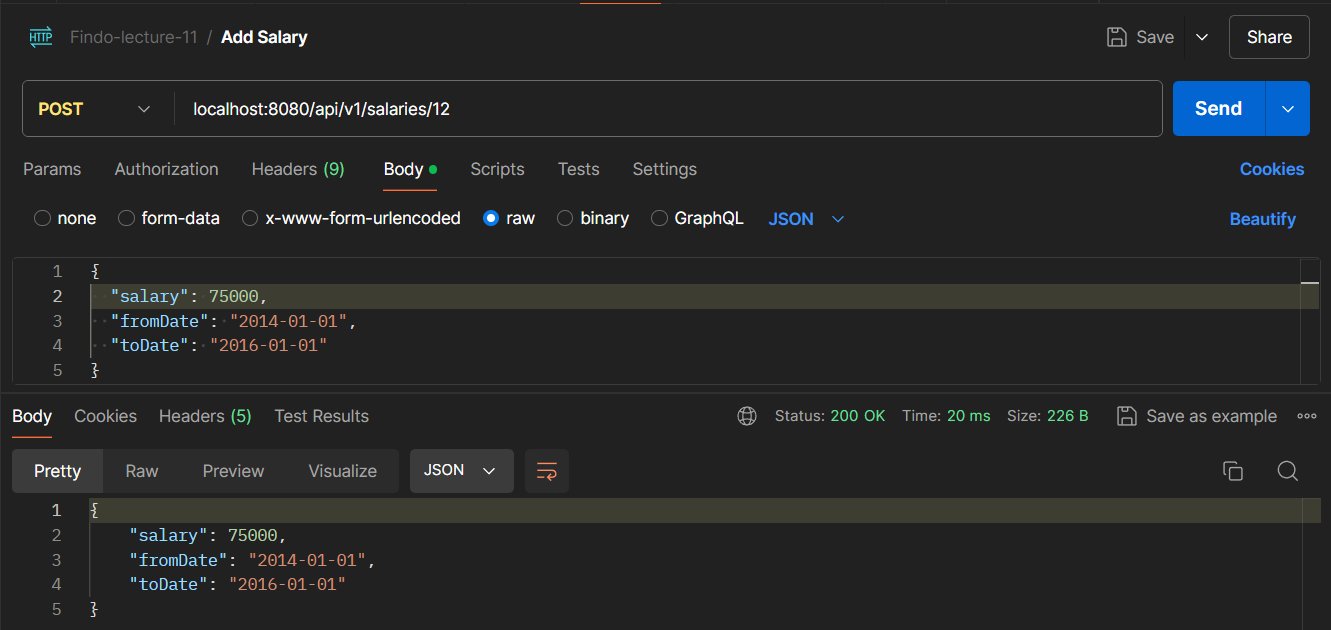 HTTP Findo-lecture-11 / Add Salary Save Share
POST localhost:8080/api/v1/salaries/12 Send
Params Authorization Headers (9) Body Scripts Tests Settings Cookies
none form-data x-www-form-urlencoded raw binary GraphQL JSON Beautify
1 {
2 "salary": 75000,
3 "fromDate": "2014-01-01",
4 "toDate": "2016-01-01"
5 }
Body Cookies Headers (5) Test Results Status: 200 OK Time: 20 ms Size: 226 B Save as example
Pretty Raw Preview Visualize JSON
1 {
2 "salary": 75000,
3 "fromDate": "2014-01-01",
4 "toDate": "2016-01-01"
5 }